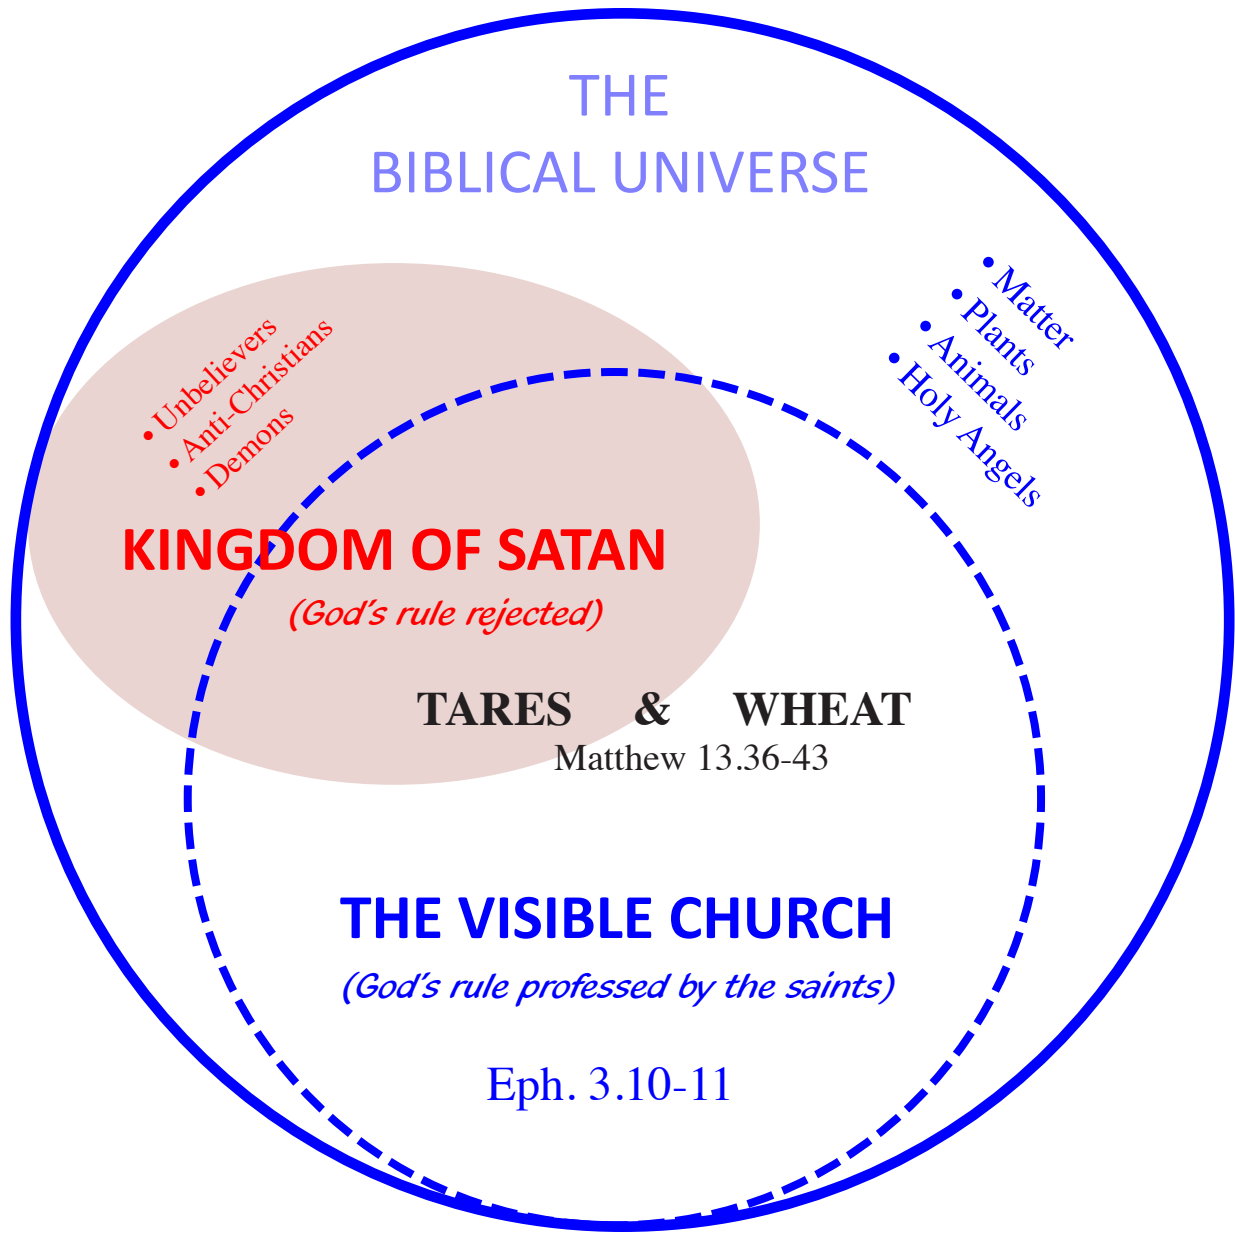 THE
BIBLICAL UNIVERSE
• Matter
• Plants
• Animals
• Holy Angels
• Unbelievers
• Anti-Christians
• Demons
KINGDOM OF SATAN
(God's rule rejected)
TARES & WHEAT
Matthew 13.36-43
THE VISIBLE CHURCH
(God's rule professed by the saints)
Eph. 3.10-11